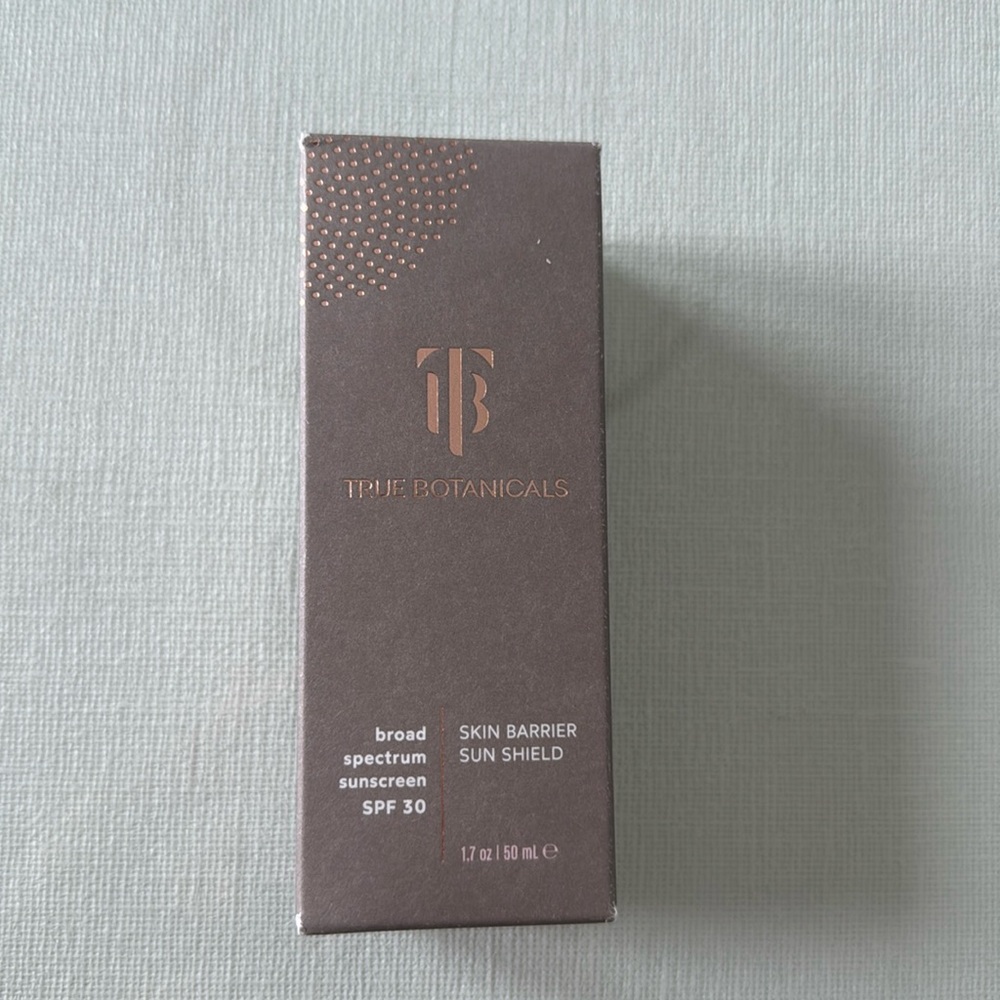 TB
TRUE BOTANICALS
broad
spectrum
sunscreen
SPF 30
SKIN BARRIER
SUN SHIELD
1.7 oz | 50 mL ℮